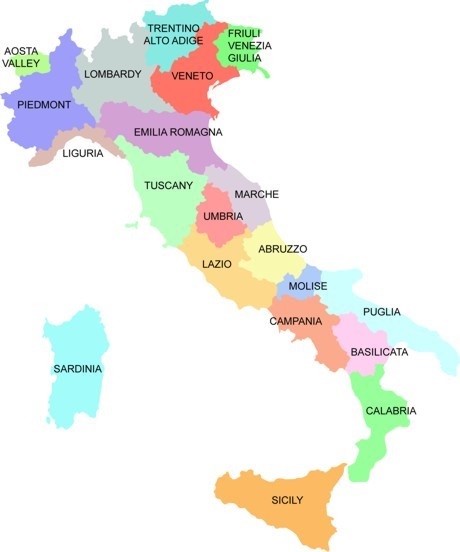 TRENTINO
ALTO ADIGE
FRIULI
VENEZIA
GIULIA
AOSTA
VALLEY
LOMBARDY
VENETO
PIEDMONT
EMILIA ROMAGNA
LIGURIA
TUSCANY
MARCHE
UMBRIA
ABRUZZO
LAZIO
MOLISE
PUGLIA
CAMPANIA
BASILICATA
SARDINIA
CALABRIA
SICILY